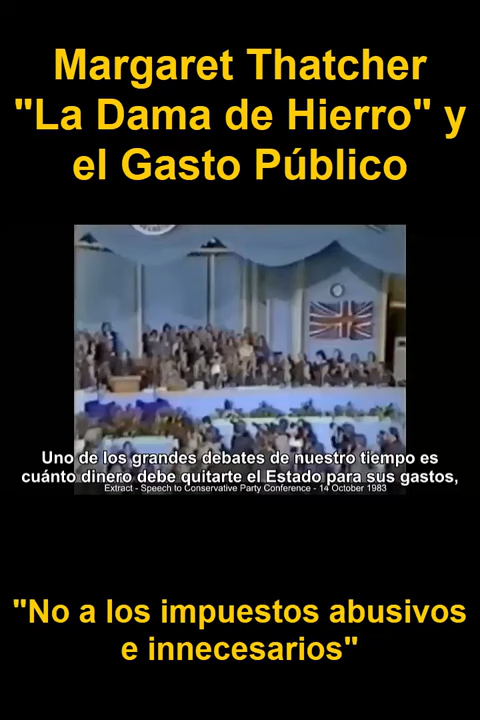 Margaret Thatcher
"La Dama de Hierro" y
el Gasto Público
Uno de los grandes debates de nuestro tiempo es
cuánto dinero debe quitarte el Estado para sus gastos,
Extract - Speech to Conservative Party Conference - 14 October 1983
"No a los impuestos abusivos
e innecesarios"